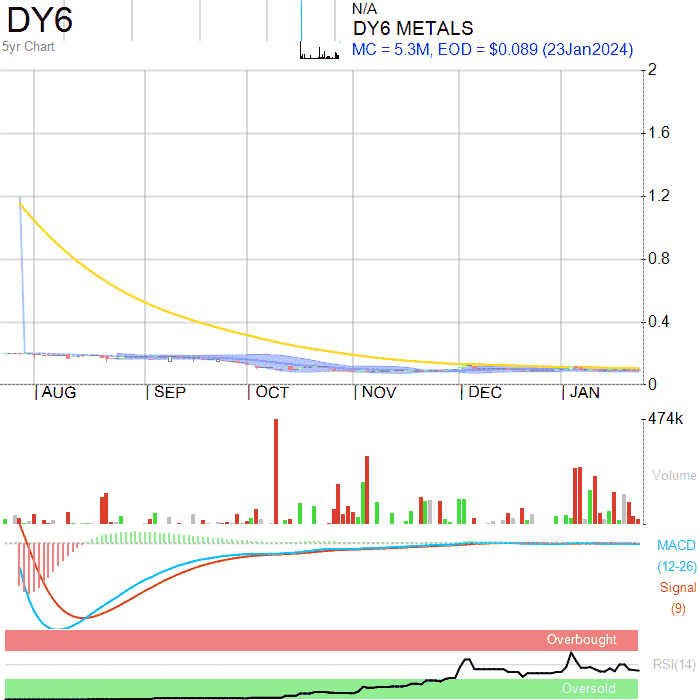 DY6
5yr Chart
N/A
DY6 METALS
MC = 5.3M, EOD = $0.089 (23Jan2024)
2
1.6
1.2
0.8
0.4
0
AUG SEP OCT NOV DEC JAN
474k
Volume
MACD
(12-26)
Signal
(9)
Overbought
RSI(14)
Oversold